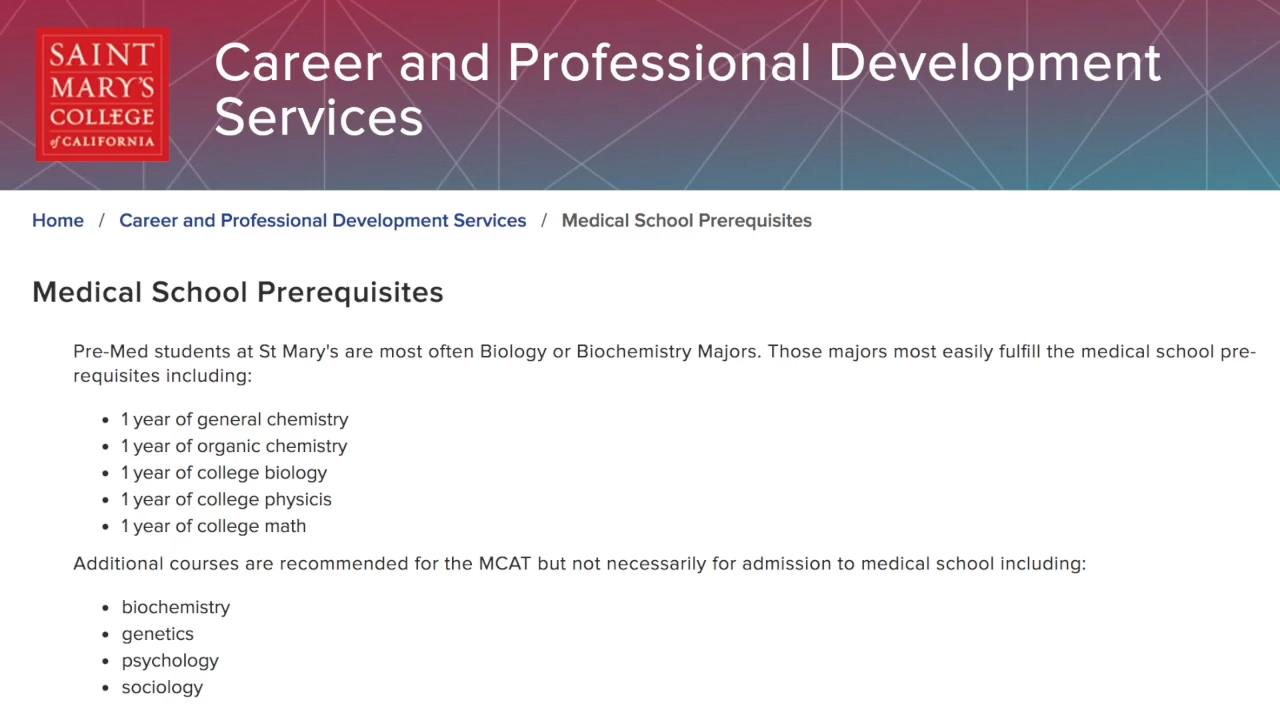 SAINT
MARY'S
COLLEGE
of CALIFORNIA
Career and Professional Development
Services
Home / Career and Professional Development Services / Medical School Prerequisites
Medical School Prerequisites
Pre-Med students at St Mary's are most often Biology or Biochemistry Majors. Those majors most easily fulfill the medical school pre-
requisites including:
• 1 year of general chemistry
• 1 year of organic chemistry
• 1 year of college biology
• 1 year of college physicis
• 1 year of college math
Additional courses are recommended for the MCAT but not necessarily for admission to medical school including:
• biochemistry
• genetics
• psychology
• sociology